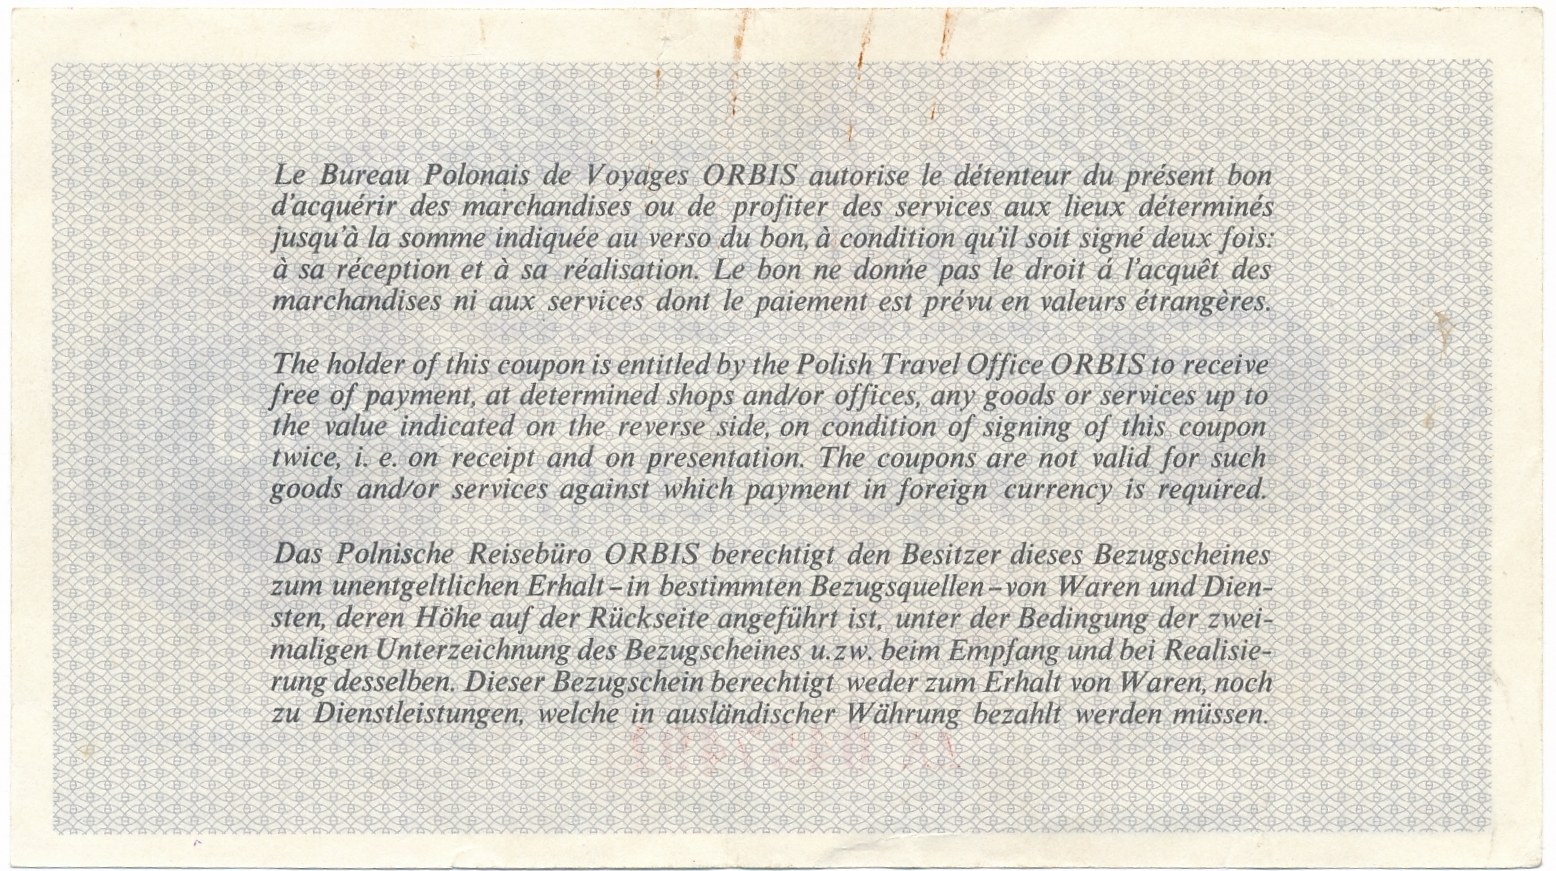 Le Bureau Polonais de Voyages ORBIS autorise le détenteur du présent bon
d'acquérir des marchandises ou de profiter des services aux lieux déterminés
jusqu'à la somme indiquée au verso du bon, à condition qu'il soit signé deux fois:
à sa réception et à sa réalisation. Le bon ne donńe pas le droit á l'acquêt des
marchandises ni aux services dont le paiement est prévu en valeurs étrangères.
The holder of this coupon is entitled by the Polish Travel Office ORBIS to receive
free of payment, at determined shops and/or offices, any goods or services up to
the value indicated on the reverse side, on condition of signing of this coupon
twice, i. e. on receipt and on presentation. The coupons are not valid for such
goods and/or services against which payment in foreign currency is required.
Das Polnische Reisebüro ORBIS berechtigt den Besitzer dieses Bezugscheines
zum unentgeltlichen Erhalt – in bestimmten Bezugsquellen – von Waren und Dien-
sten, deren Höhe auf der Rückseite angeführt ist, unter der Bedingung der zwei-
maligen Unterzeichnung des Bezugscheines u. zw. beim Empfang und bei Realisie-
rung desselben. Dieser Bezugschein berechtigt weder zum Erhalt von Waren, noch
zu Dienstleistungen, welche in ausländischer Währung bezahlt werden müssen.